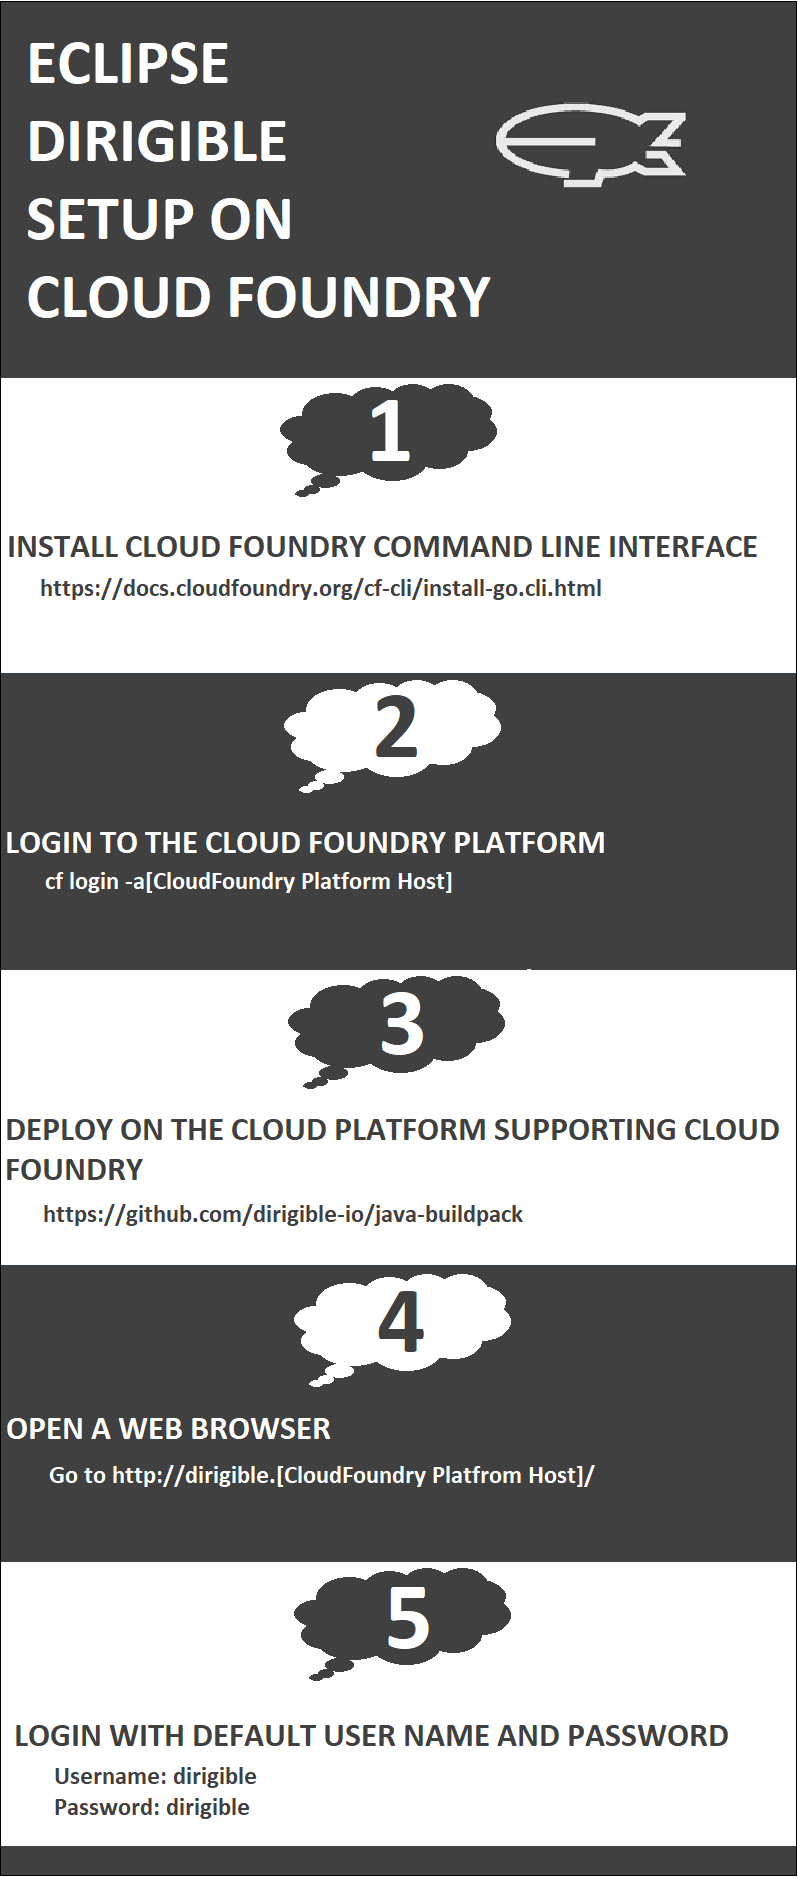 ECLIPSE
DIRIGIBLE
SETUP ON
CLOUD FOUNDRY
1
INSTALL CLOUD FOUNDRY COMMAND LINE INTERFACE
https://docs.cloudfoundry.org/cf-cli/install-go.cli.html
2
LOGIN TO THE CLOUD FOUNDRY PLATFORM
cf login -a[CloudFoundry Platform Host]
3
DEPLOY ON THE CLOUD PLATFORM SUPPORTING CLOUD
FOUNDRY
https://github.com/dirigible-io/java-buildpack
4
OPEN A WEB BROWSER
Go to http://dirigible.[CloudFoundry Platfrom Host]/
5
LOGIN WITH DEFAULT USER NAME AND PASSWORD
Username: dirigible
Password: dirigible